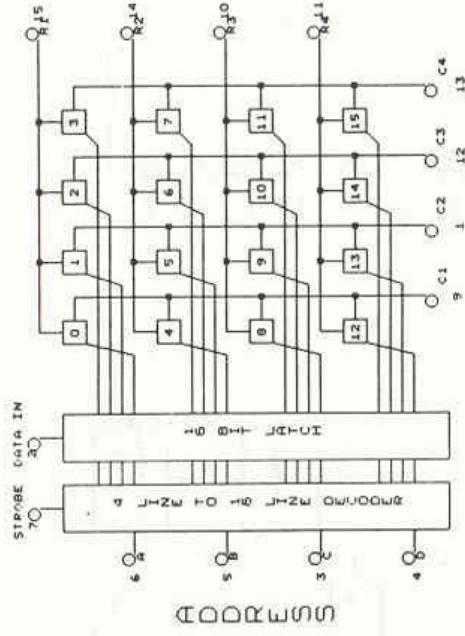 STROBE DATA IN
7 2
15 14 10 11
R1 R2 R3 R4
0 1 2 3
4 5 6 7
8 9 10 11
12 13 14 15
4 LINE TO 16 LINE DECODER
16 BIT LATCH
ADDRESS
6 A
5 B
3 C
4 D
C1 C2 C3 C4
9 1 12 13